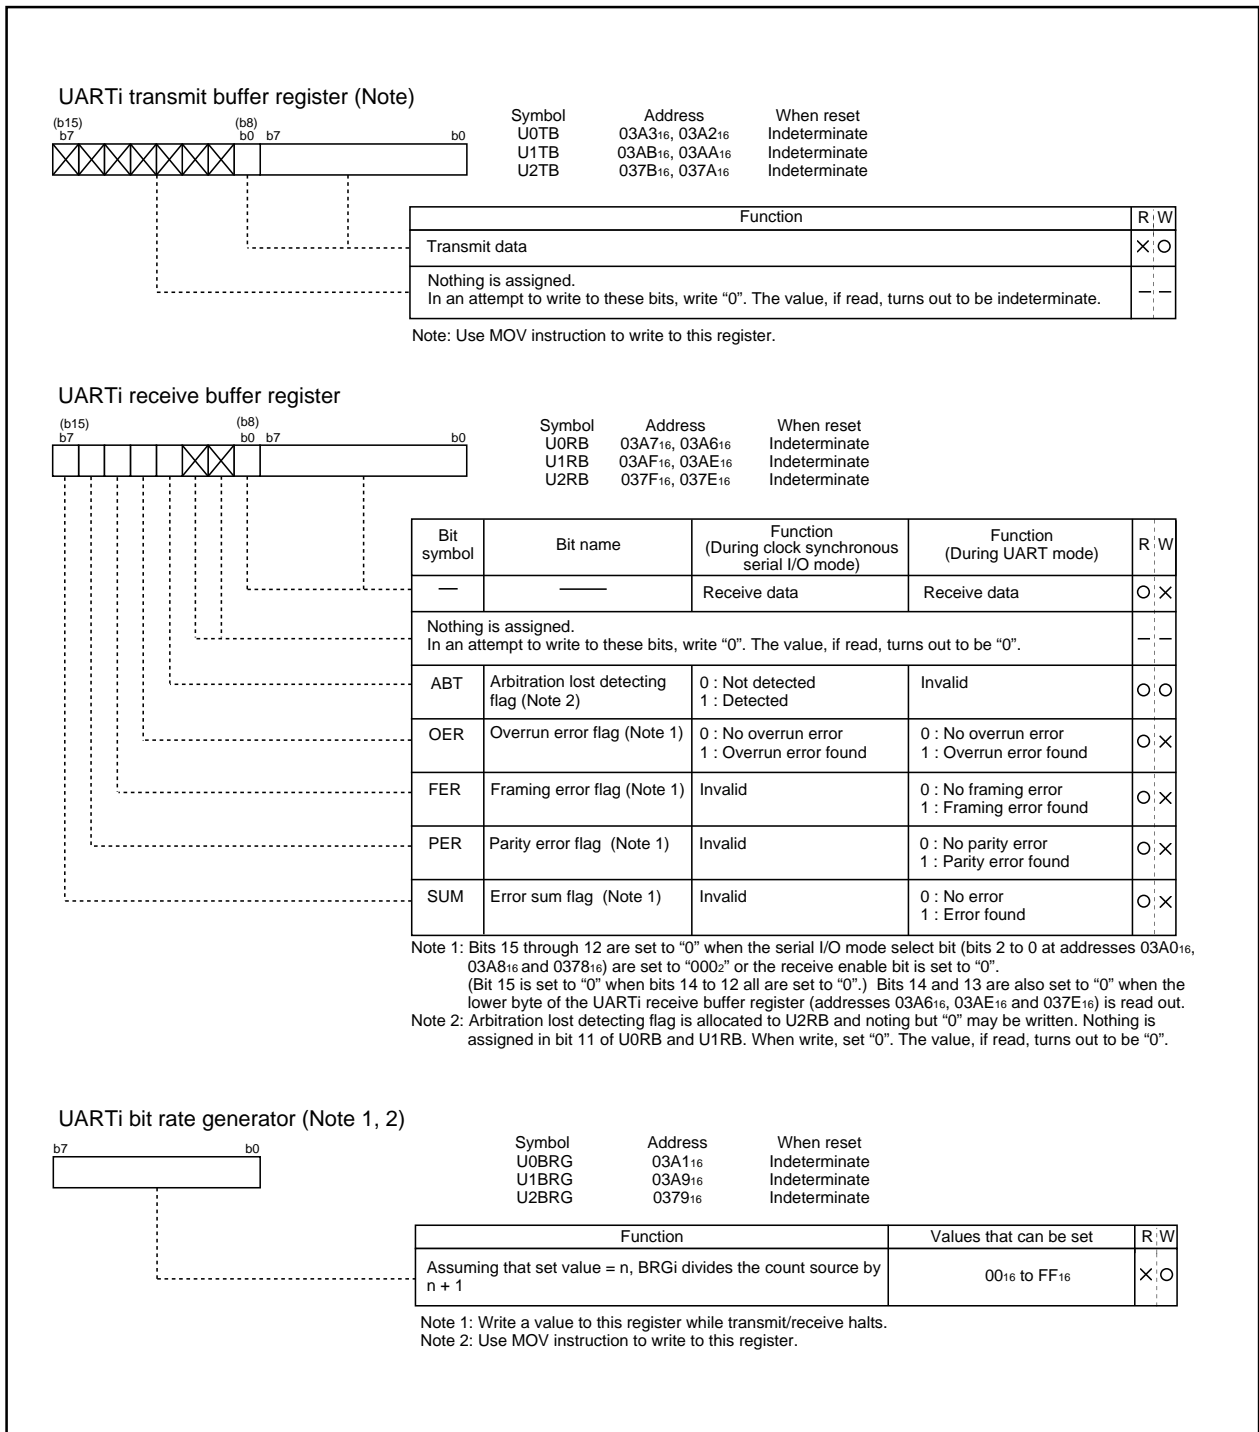 UARTi transmit buffer register (Note)
(b15) (b8)
b7 b0 b7 b0
Symbol Address When reset
U0TB 03A3₁₆, 03A2₁₆ Indeterminate
U1TB 03AB₁₆, 03AA₁₆ Indeterminate
U2TB 037B₁₆, 037A₁₆ Indeterminate
Function R W
Transmit data
Nothing is assigned.
In an attempt to write to these bits, write “0”. The value, if read, turns out to be indeterminate.
Note: Use MOV instruction to write to this register.
UARTi receive buffer register
(b15) (b8)
b7 b0 b7 b0
Symbol Address When reset
U0RB 03A7₁₆, 03A6₁₆ Indeterminate
U1RB 03AF₁₆, 03AE₁₆ Indeterminate
U2RB 037F₁₆, 037E₁₆ Indeterminate
Bit symbol Bit name Function (During clock synchronous serial I/O mode) Function (During UART mode) R W
— — Receive data Receive data
Nothing is assigned.
In an attempt to write to these bits, write “0”. The value, if read, turns out to be “0”.
ABT Arbitration lost detecting 0 : Not detected Invalid
flag (Note 2) 1 : Detected
OER Overrun error flag (Note 1) 0 : No overrun error 0 : No overrun error
1 : Overrun error found 1 : Overrun error found
FER Framing error flag (Note 1) Invalid 0 : No framing error
1 : Framing error found
PER Parity error flag (Note 1) Invalid 0 : No parity error
1 : Parity error found
SUM Error sum flag (Note 1) Invalid 0 : No error
1 : Error found
Note 1: Bits 15 through 12 are set to “0” when the serial I/O mode select bit (bits 2 to 0 at addresses 03A0₁₆,
03A8₁₆ and 0378₁₆) are set to “000₂” or the receive enable bit is set to “0”.
(Bit 15 is set to “0” when bits 14 to 12 all are set to “0”.) Bits 14 and 13 are also set to “0” when the
lower byte of the UARTi receive buffer register (addresses 03A6₁₆, 03AE₁₆ and 037E₁₆) is read out.
Note 2: Arbitration lost detecting flag is allocated to U2RB and noting but “0” may be written. Nothing is
assigned in bit 11 of U0RB and U1RB. When write, set “0”. The value, if read, turns out to be “0”.
UARTi bit rate generator (Note 1, 2)
b7 b0
Symbol Address When reset
U0BRG 03A1₁₆ Indeterminate
U1BRG 03A9₁₆ Indeterminate
U2BRG 0379₁₆ Indeterminate
Function Values that can be set R W
Assuming that set value = n, BRGi divides the count source by 00₁₆ to FF₁₆
n + 1
Note 1: Write a value to this register while transmit/receive halts.
Note 2: Use MOV instruction to write to this register.